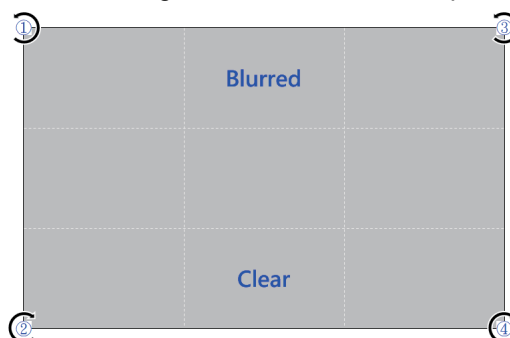 ① ③
Blurred
Clear
② ④